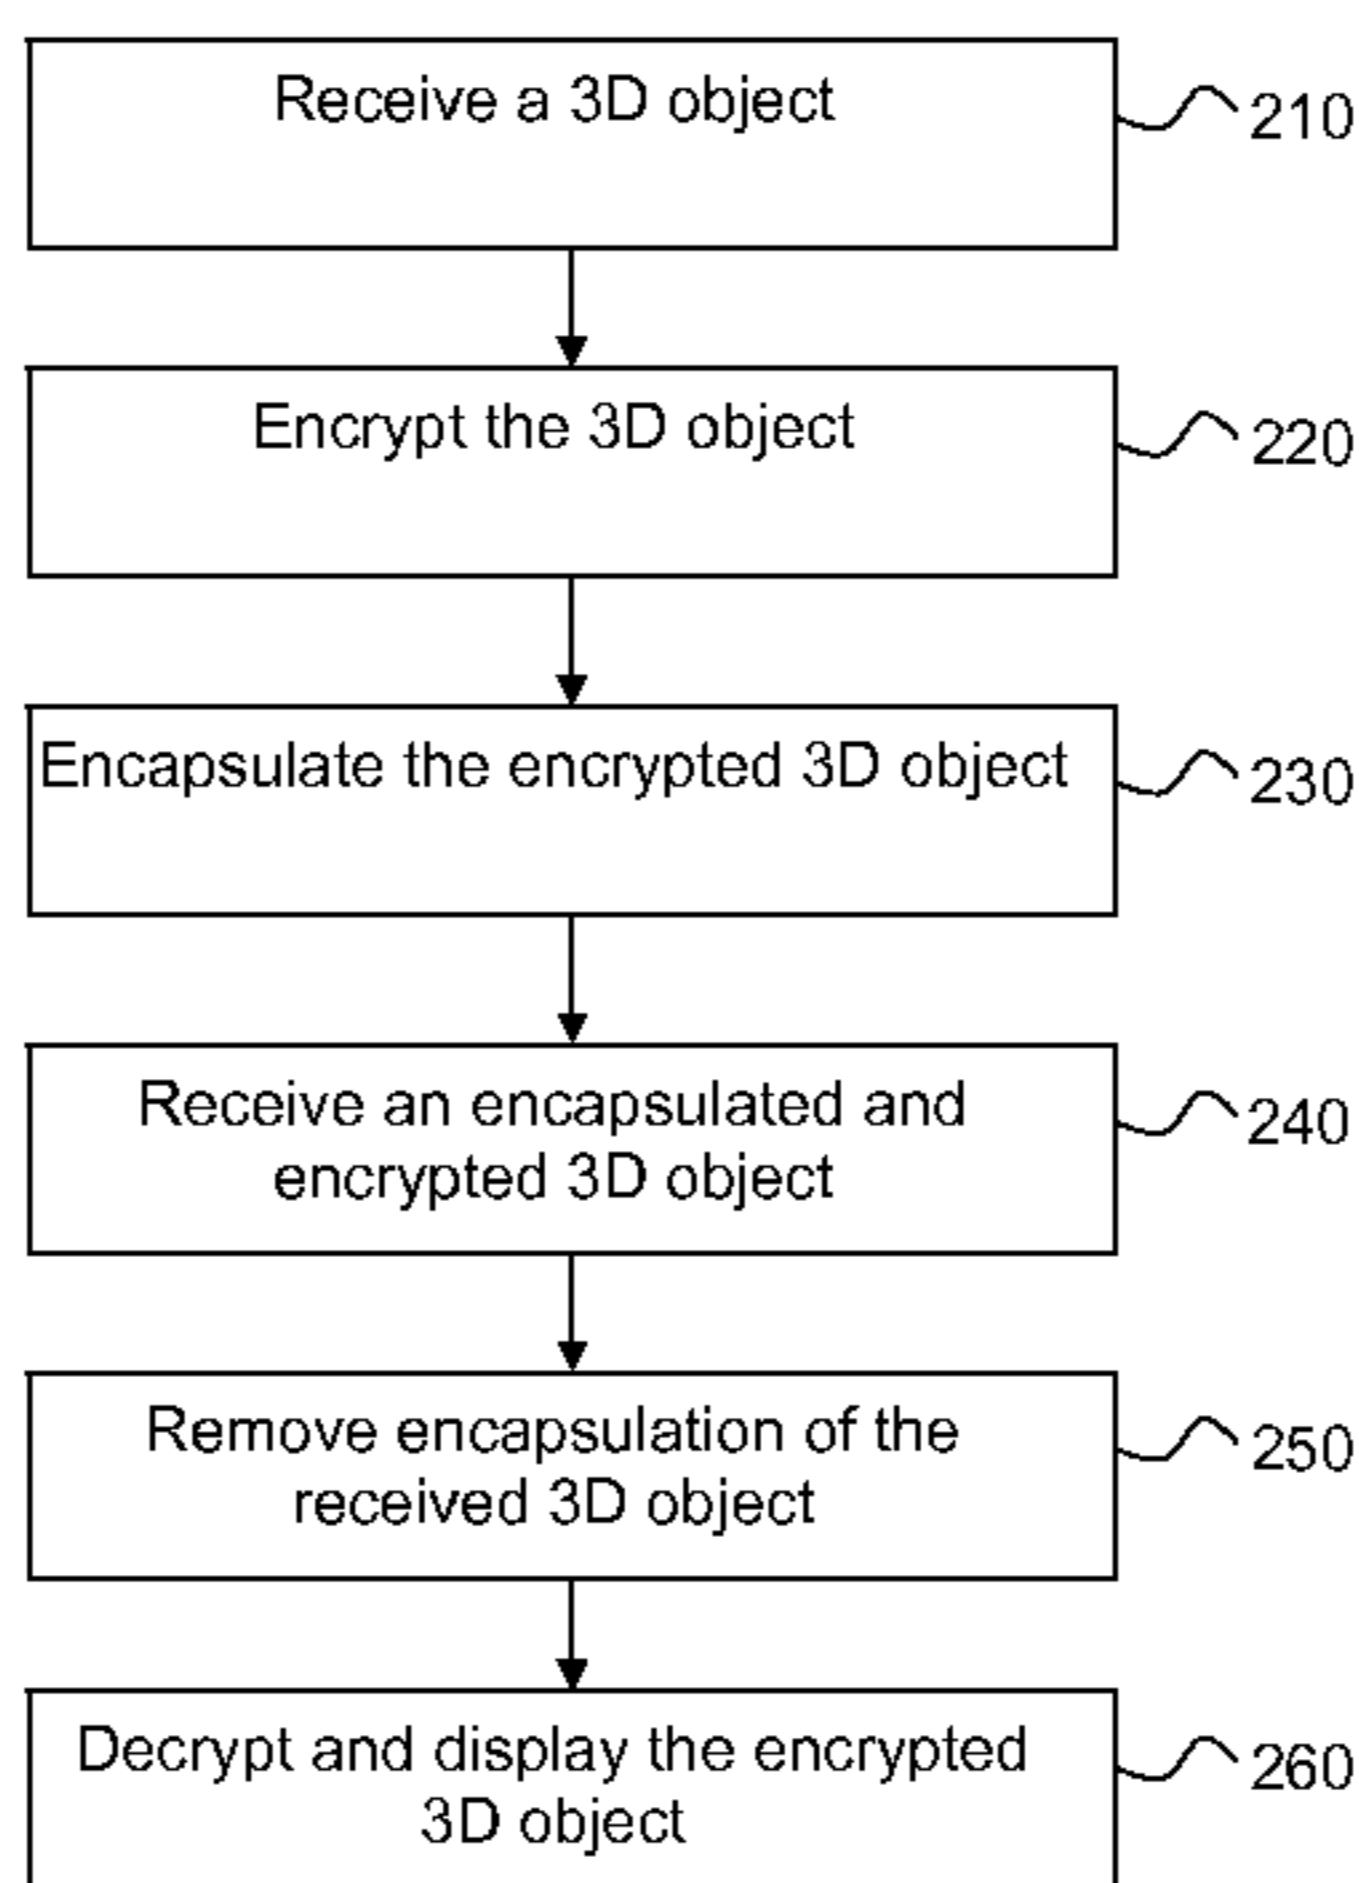 Receive a 3D object
210
Encrypt the 3D object
220
Encapsulate the encrypted 3D object
230
Receive an encapsulated and
encrypted 3D object
240
Remove encapsulation of the
received 3D object
250
Decrypt and display the encrypted
3D object
260